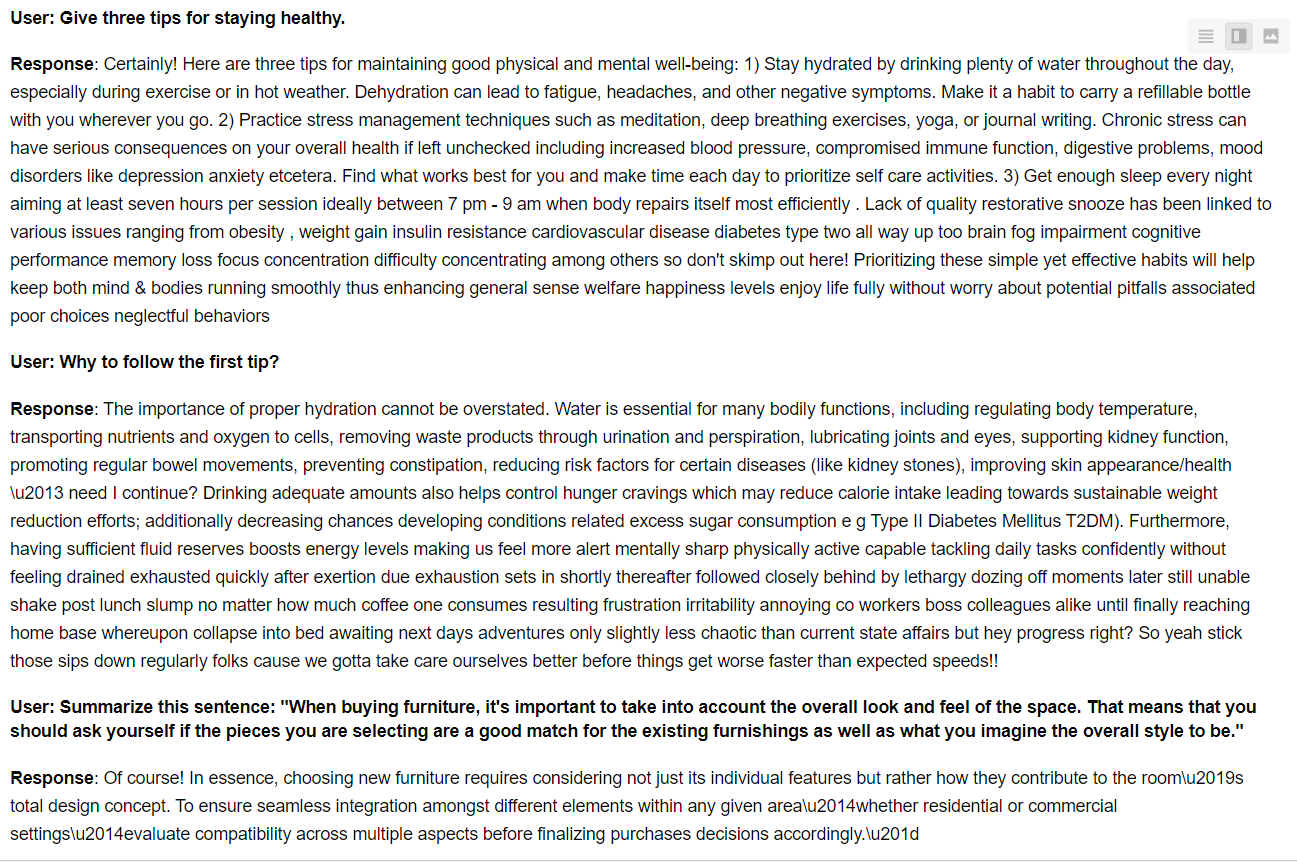 User: Give three tips for staying healthy.
Response: Certainly! Here are three tips for maintaining good physical and mental well-being: 1) Stay hydrated by drinking plenty of water throughout the day,
especially during exercise or in hot weather. Dehydration can lead to fatigue, headaches, and other negative symptoms. Make it a habit to carry a refillable bottle
with you wherever you go. 2) Practice stress management techniques such as meditation, deep breathing exercises, yoga, or journal writing. Chronic stress can
have serious consequences on your overall health if left unchecked including increased blood pressure, compromised immune function, digestive problems, mood
disorders like depression anxiety etcetera. Find what works best for you and make time each day to prioritize self care activities. 3) Get enough sleep every night
aiming at least seven hours per session ideally between 7 pm - 9 am when body repairs itself most efficiently . Lack of quality restorative snooze has been linked to
various issues ranging from obesity , weight gain insulin resistance cardiovascular disease diabetes type two all way up too brain fog impairment cognitive
performance memory loss focus concentration difficulty concentrating among others so don't skimp out here! Prioritizing these simple yet effective habits will help
keep both mind & bodies running smoothly thus enhancing general sense welfare happiness levels enjoy life fully without worry about potential pitfalls associated
poor choices neglectful behaviors
User: Why to follow the first tip?
Response: The importance of proper hydration cannot be overstated. Water is essential for many bodily functions, including regulating body temperature,
transporting nutrients and oxygen to cells, removing waste products through urination and perspiration, lubricating joints and eyes, supporting kidney function,
promoting regular bowel movements, preventing constipation, reducing risk factors for certain diseases (like kidney stones), improving skin appearance/health
\u2013 need I continue? Drinking adequate amounts also helps control hunger cravings which may reduce calorie intake leading towards sustainable weight
reduction efforts; additionally decreasing chances developing conditions related excess sugar consumption e g Type II Diabetes Mellitus T2DM). Furthermore,
having sufficient fluid reserves boosts energy levels making us feel more alert mentally sharp physically active capable tackling daily tasks confidently without
feeling drained exhausted quickly after exertion due exhaustion sets in shortly thereafter followed closely behind by lethargy dozing off moments later still unable
shake post lunch slump no matter how much coffee one consumes resulting frustration irritability annoying co workers boss colleagues alike until finally reaching
home base whereupon collapse into bed awaiting next days adventures only slightly less chaotic than current state affairs but hey progress right? So yeah stick
those sips down regularly folks cause we gotta take care ourselves better before things get worse faster than expected speeds!!
User: Summarize this sentence: "When buying furniture, it's important to take into account the overall look and feel of the space. That means that you
should ask yourself if the pieces you are selecting are a good match for the existing furnishings as well as what you imagine the overall style to be."
Response: Of course! In essence, choosing new furniture requires considering not just its individual features but rather how they contribute to the room\u2019s
total design concept. To ensure seamless integration amongst different elements within any given area\u2014whether residential or commercial
settings\u2014evaluate compatibility across multiple aspects before finalizing purchases decisions accordingly.\u201d